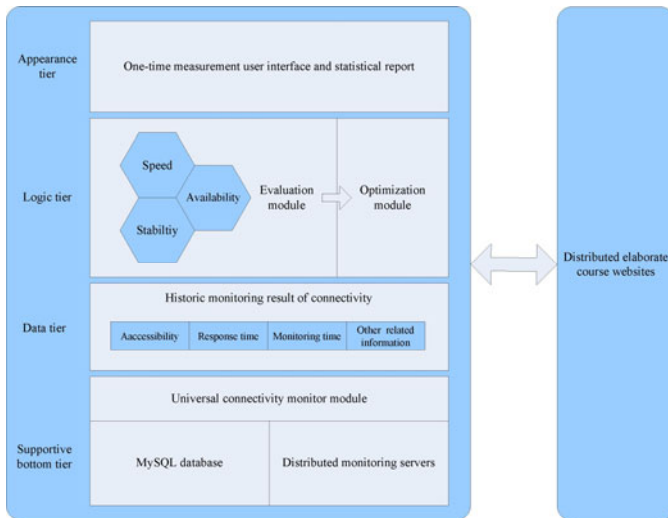 Appearance
tier
One-time measurement user interface and statistical report
Logic tier
Speed
Availability
Stabiltiy
Evaluation
module
Optimization
module
Distributed elaborate
course websites
Data tier
Historic monitoring result of connectivity
Aaccessibility
Response time
Monitoring time
Other related
information
Supportive
bottom tier
Universal connectivity monitor module
MySQL database
Distributed monitoring servers